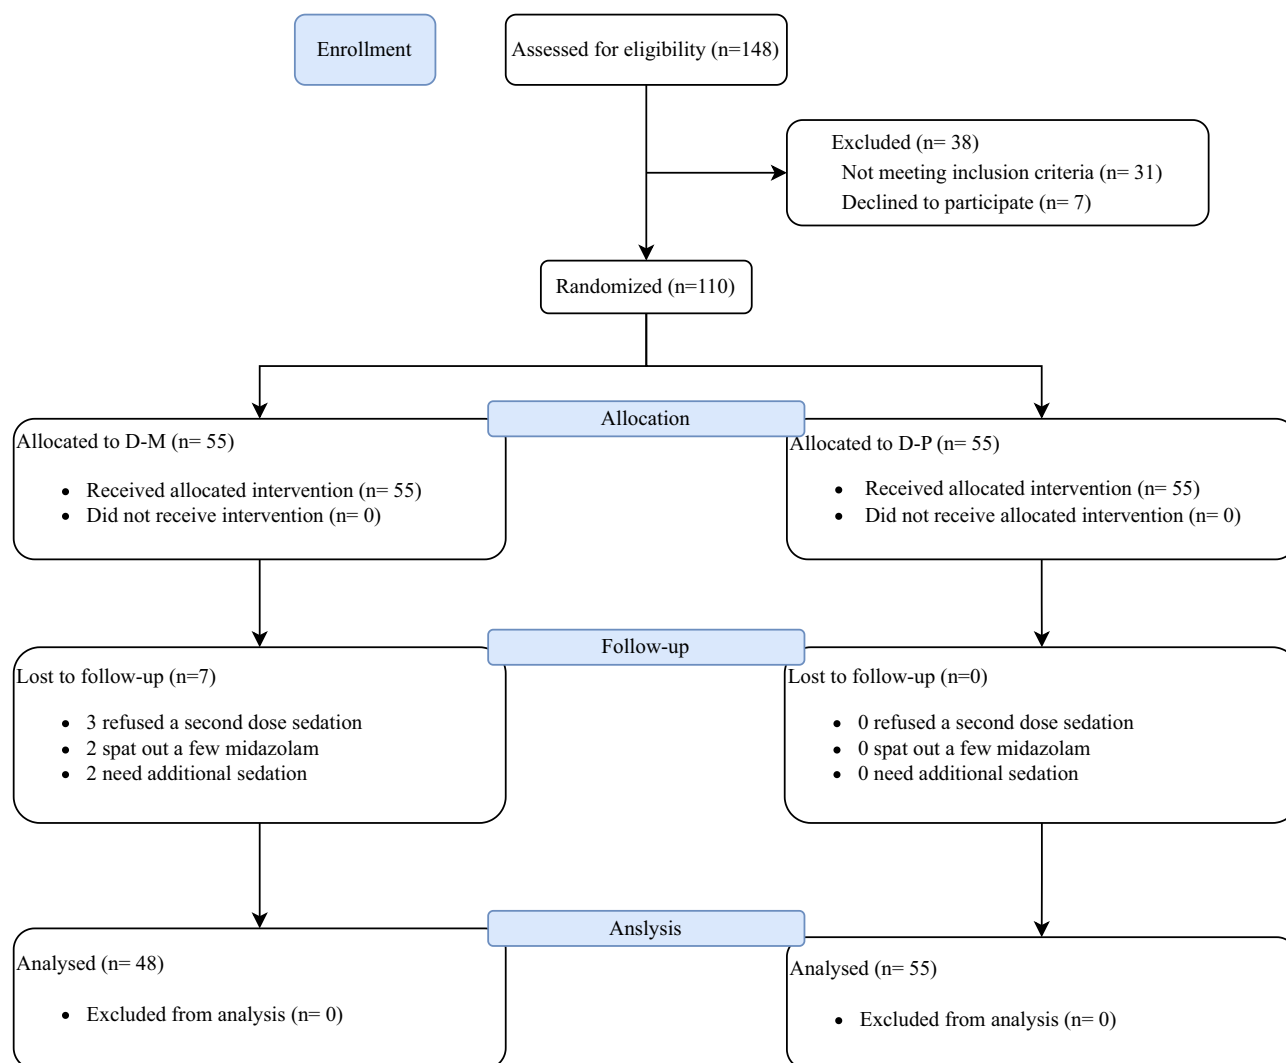 Enrollment
Assessed for eligibility (n=148)
Excluded (n= 38)
Not meeting inclusion criteria (n= 31)
Declined to participate (n= 7)
Randomized (n=110)
Allocation
Allocated to D-M (n= 55)
• Received allocated intervention (n= 55)
• Did not receive intervention (n= 0)
Allocated to D-P (n= 55)
• Received allocated intervention (n= 55)
• Did not receive allocated intervention (n= 0)
Follow-up
Lost to follow-up (n=7)
• 3 refused a second dose sedation
• 2 spat out a few midazolam
• 2 need additional sedation
Lost to follow-up (n=0)
• 0 refused a second dose sedation
• 0 spat out a few midazolam
• 0 need additional sedation
Anslysis
Analysed (n= 48)
• Excluded from analysis (n= 0)
Analysed (n= 55)
• Excluded from analysis (n= 0)